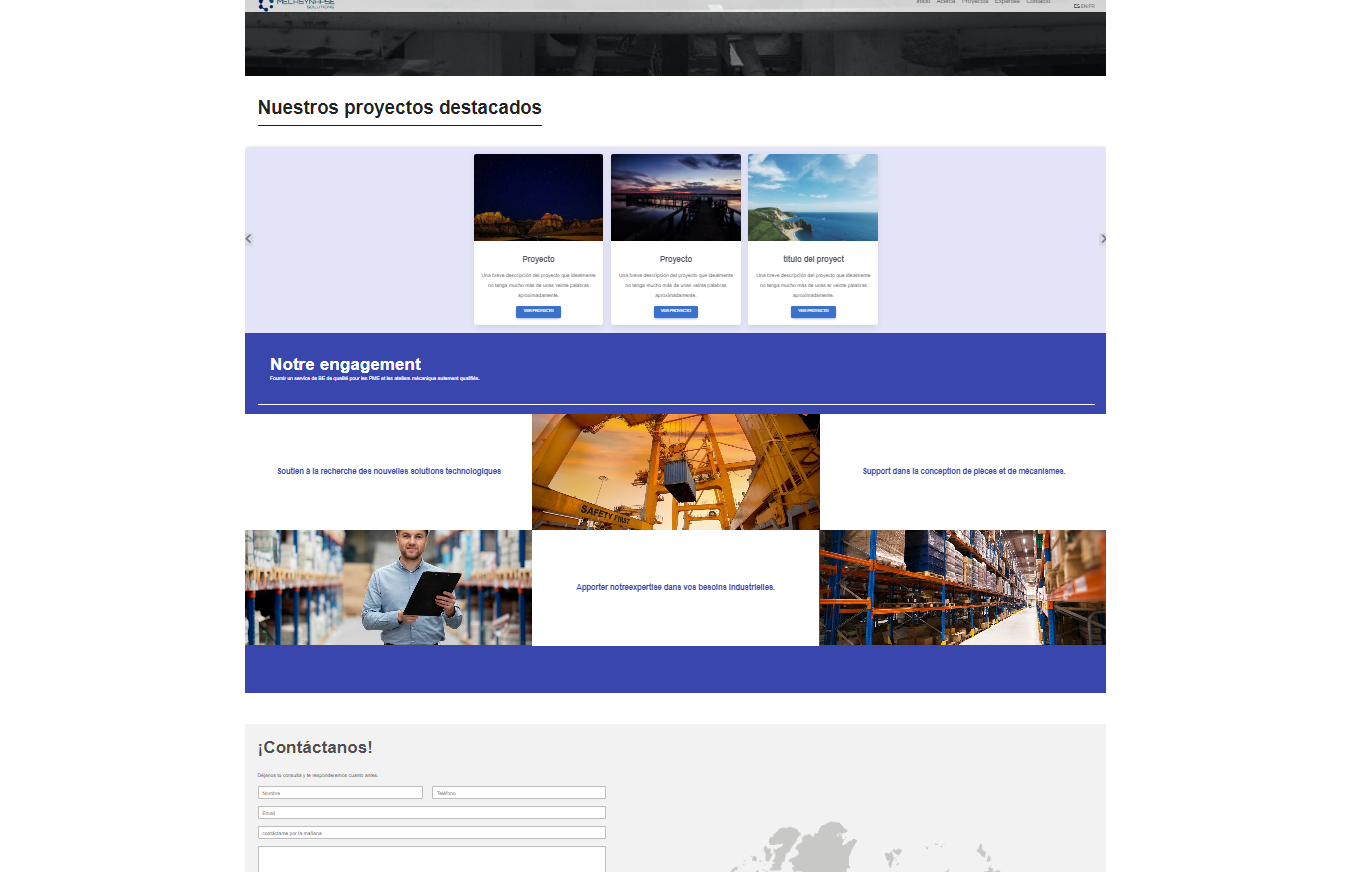 MECASYNAPSE
SOLUTIONS
Inicio Acerca Proyectos Expertise Contacto
ES EN FR
Nuestros proyectos destacados
Proyecto
Una breve descripción del proyecto que idealmente
no tenga mucho más de unas veinte palabras
aproximadamente.
VER PROYECTO
Proyecto
Una breve descripción del proyecto que idealmente
no tenga mucho más de unas veinte palabras
aproximadamente.
VER PROYECTO
titulo del proyect
Una breve descripción del proyecto que idealmente
no tenga mucho más de unas er veinte palabras
aproximadamente.
VER PROYECTO
Notre engagement
Fournir un service de BE de qualité pour les PME et les ateliers mécanique autement qualifiés.
Soutien à la recherche des nouvelles solutions technologiques
SAFETY FIRST
Support dans la conception de pièces et de mécanismes.
Apporter notreexpertise dans vos besoins industrielles.
¡Contáctanos!
Déjanos tu consulta y te responderemos cuanto antes.
Nombre
Teléfono
Email
contáctame por la mañana